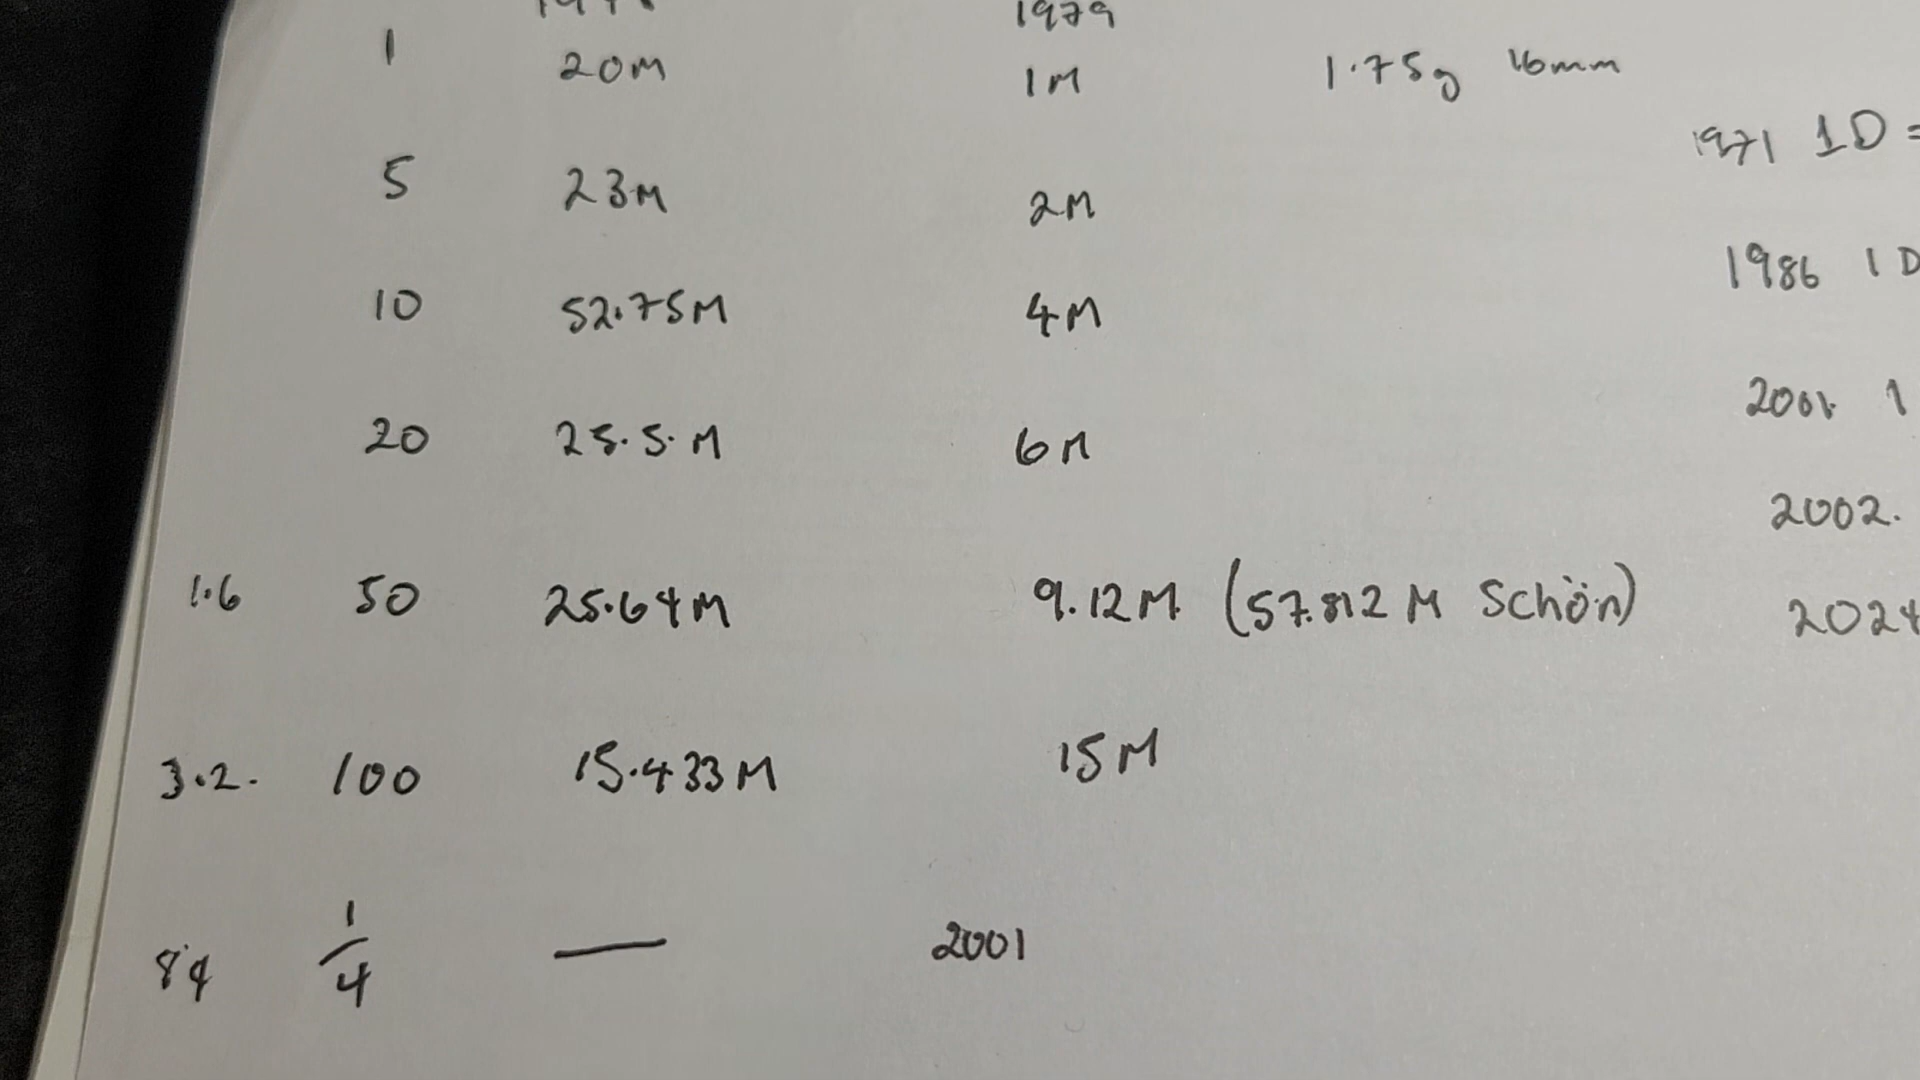 1979
1 20M 1M 1.75g 16mm
1971 1D =
5 23M 2M
1986 1D
10 52.75M 4M
2001. 1
20 25.5.M 6M
2002.
1.6 50 25.64M 9.12M (57.812M Schön)
2024
3.2. 100 15.433M 15M
1/4 — 2001